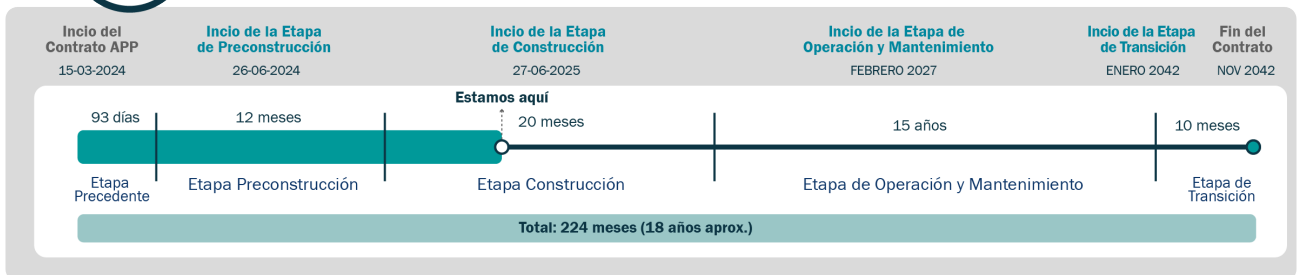 Incio del
Contrato APP
15-03-2024
Incio de la Etapa
de Preconstrucción
26-06-2024
Incio de la Etapa
de Construcción
27-06-2025
Incio de la Etapa de
Operación y Mantenimiento
FEBRERO 2027
Incio de la Etapa
de Transición
ENERO 2042
Fin del
Contrato
NOV 2042
Estamos aquí
93 días
12 meses
20 meses
15 años
10 meses
Etapa
Precedente
Etapa Preconstrucción
Etapa Construcción
Etapa de Operación y Mantenimiento
Etapa de
Transición
Total: 224 meses (18 años aprox.)